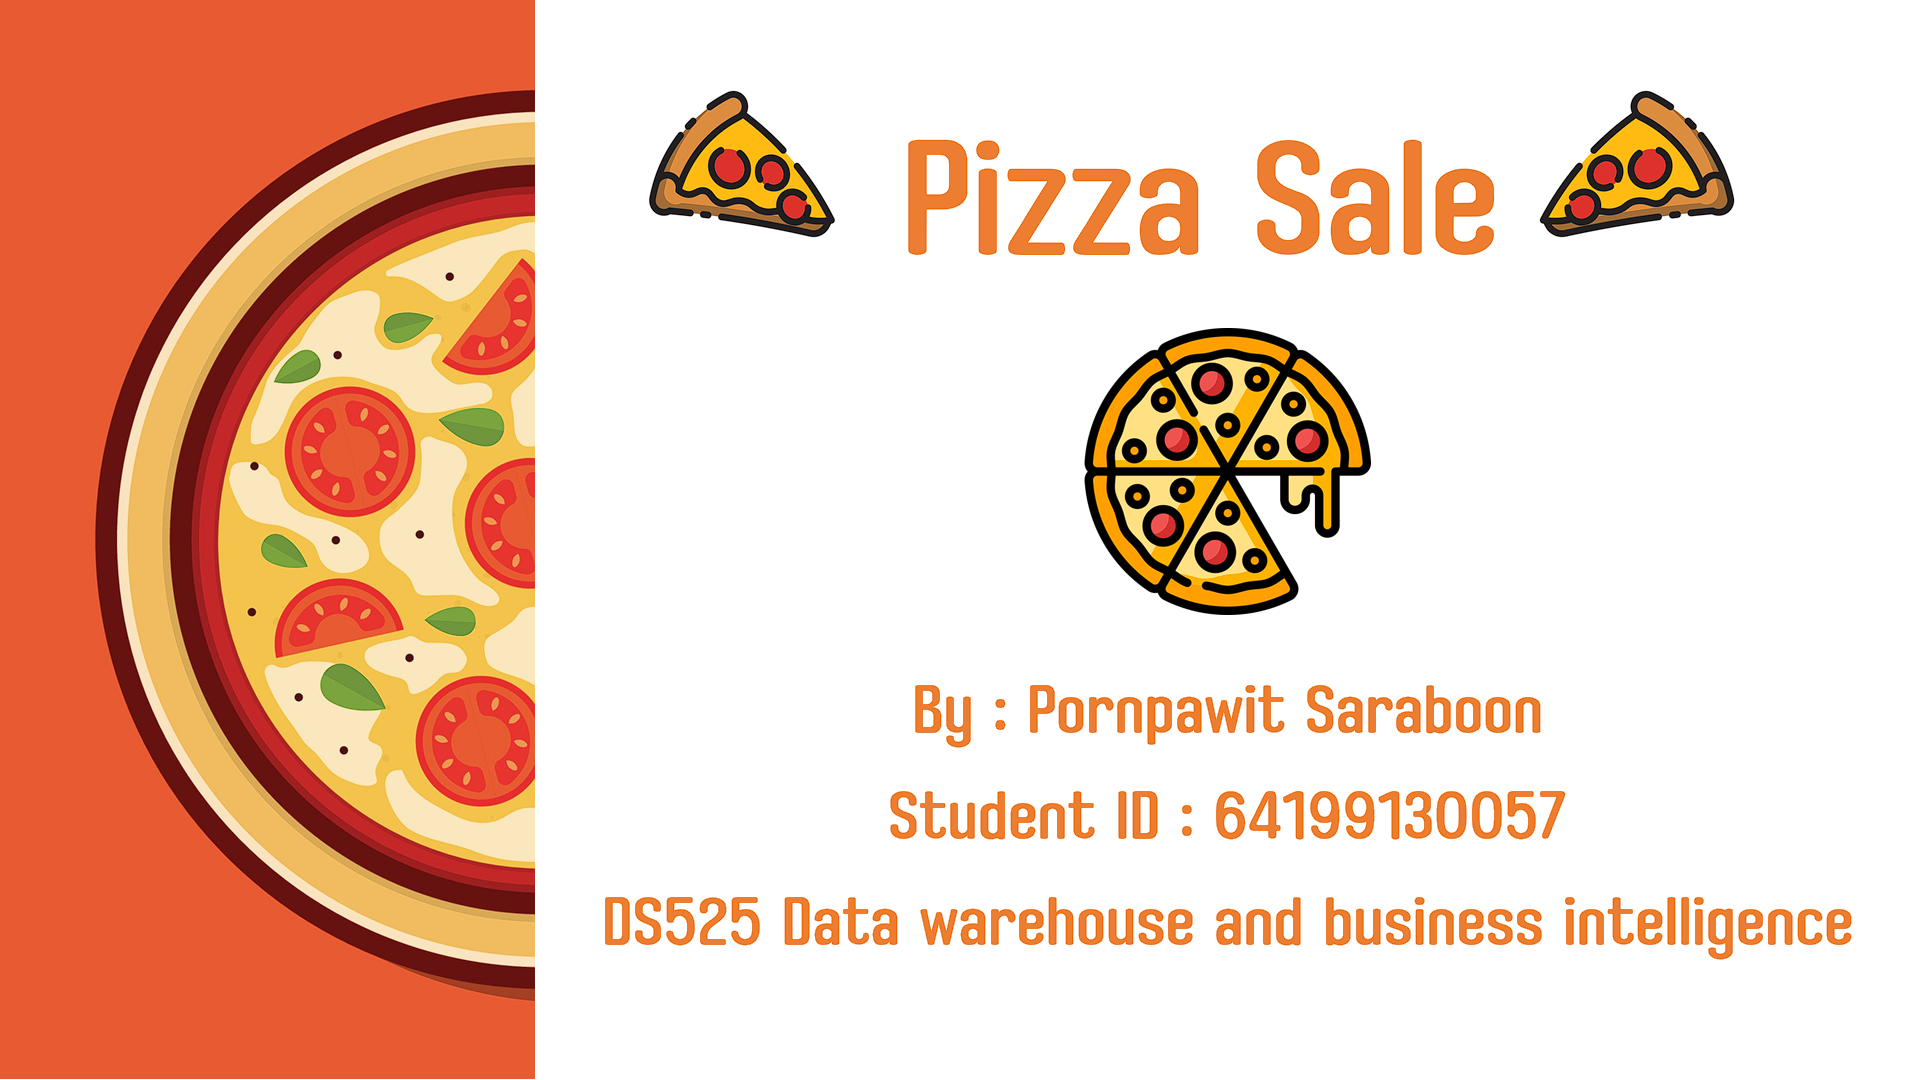 Pizza Sale
By : Pornpawit Saraboon
Student ID : 64199130057
DS525 Data warehouse and business intelligence